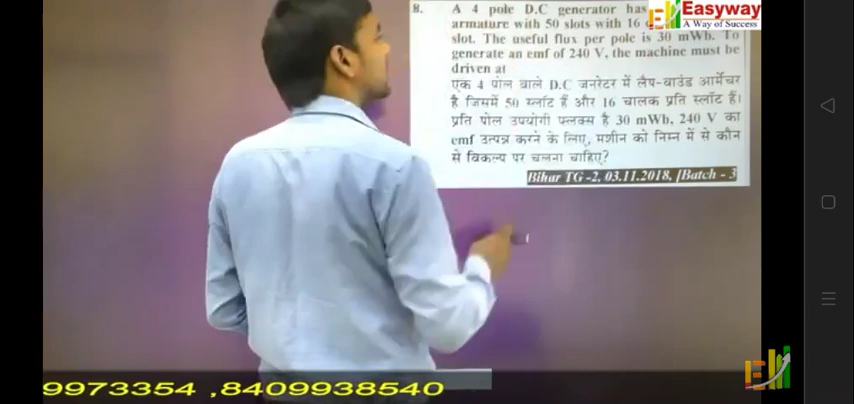 8. A 4 pole D.C generator has
armature with 50 slots with 16
slot. The useful flux per pole is 30 mWb. To
generate an emf of 240 V, the machine must be
driven at
एक 4 पोल वाले D.C जनरेटर में लैप-वाउंड आर्मेचर
है जिसमें 50 स्लॉट हैं और 16 चालक प्रति स्लॉट हैं।
प्रति पोल उपयोगी फ्लक्स है 30 mWb, 240 V का
emf उत्पन्न करने के लिए, मशीन को निम्न में से कौन
से विकल्प पर चलना चाहिए?
Bihar TG -2, 03.11.2018, [Batch - 3
Easyway
A Way of Success
9973354 ,8409938540